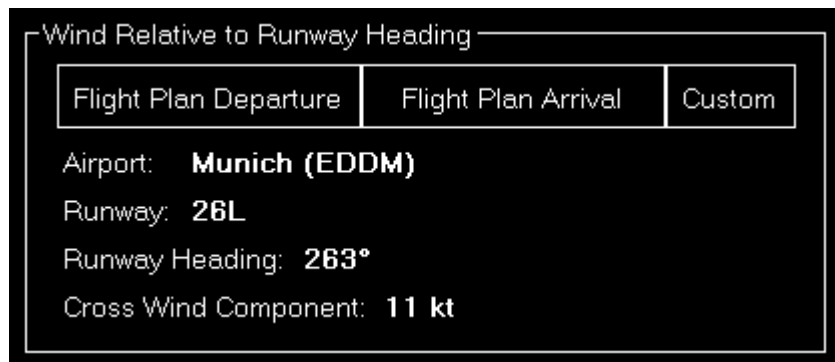 Wind Relative to Runway Heading
Flight Plan Departure Flight Plan Arrival Custom
Airport: Munich (EDDM)
Runway: 26L
Runway Heading: 263°
Cross Wind Component: 11 kt